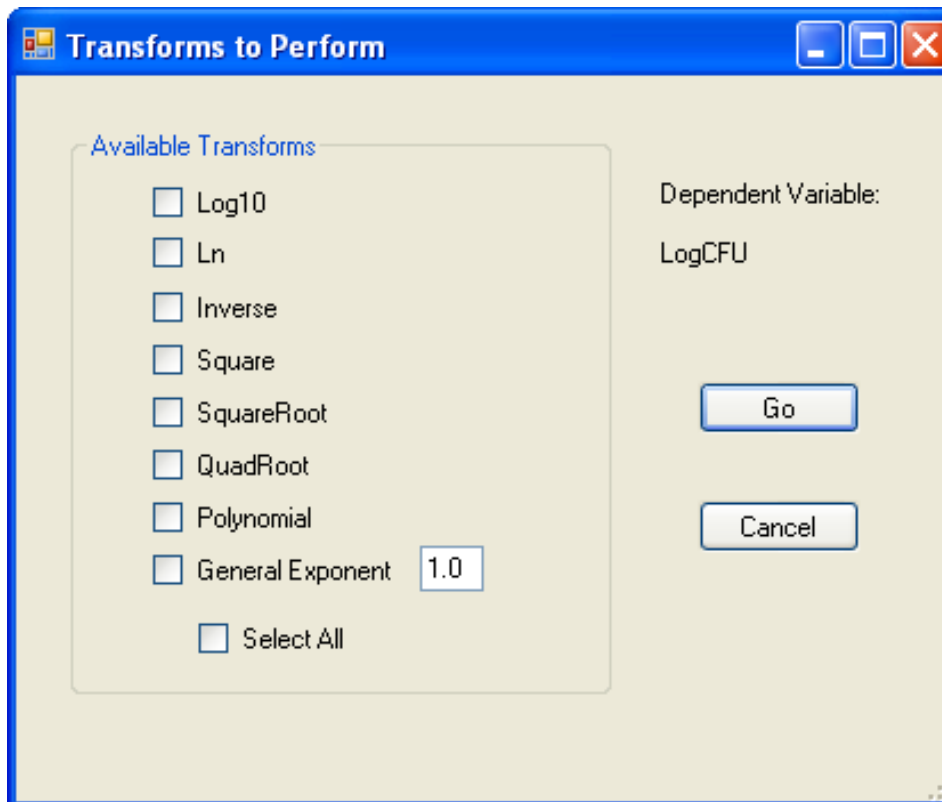 Transforms to Perform
Available Transforms
Log10
Ln
Inverse
Square
SquareRoot
QuadRoot
Polynomial
General Exponent 1.0
Select All
Dependent Variable:
LogCFU
Go
Cancel